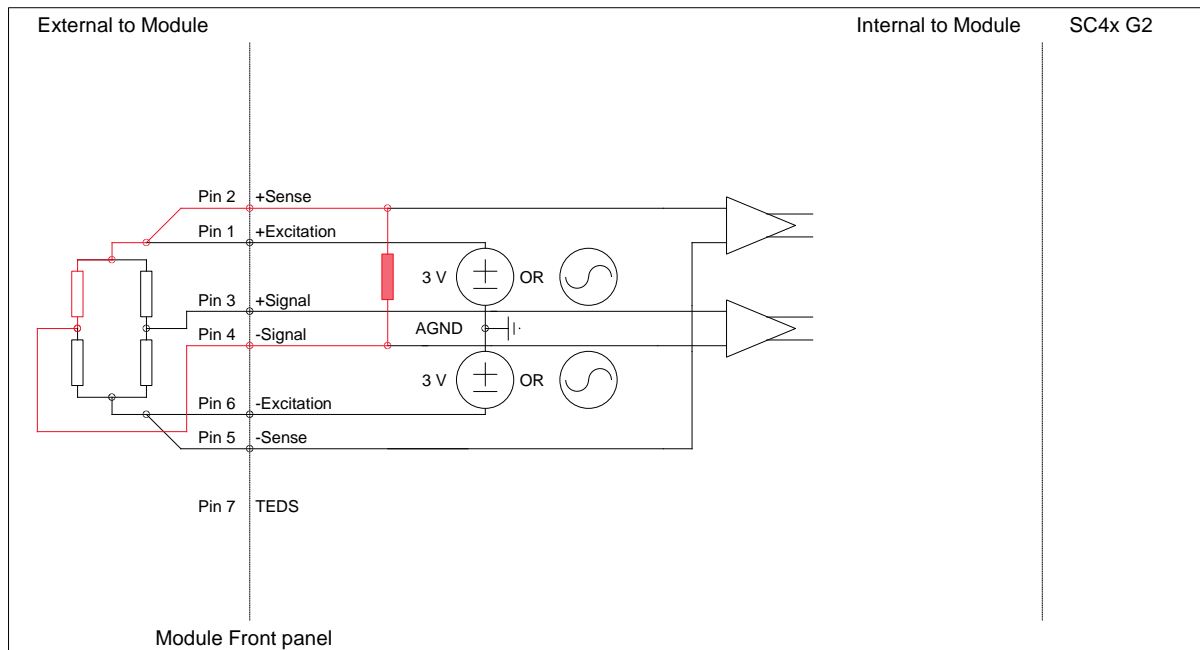 External to Module Internal to Module SC4x G2
Pin 2 +Sense
Pin 1 +Excitation
3 V OR
Pin 3 +Signal
AGND
Pin 4 -Signal
3 V OR
Pin 6 -Excitation
Pin 5 -Sense
Pin 7 TEDS
Module Front panel